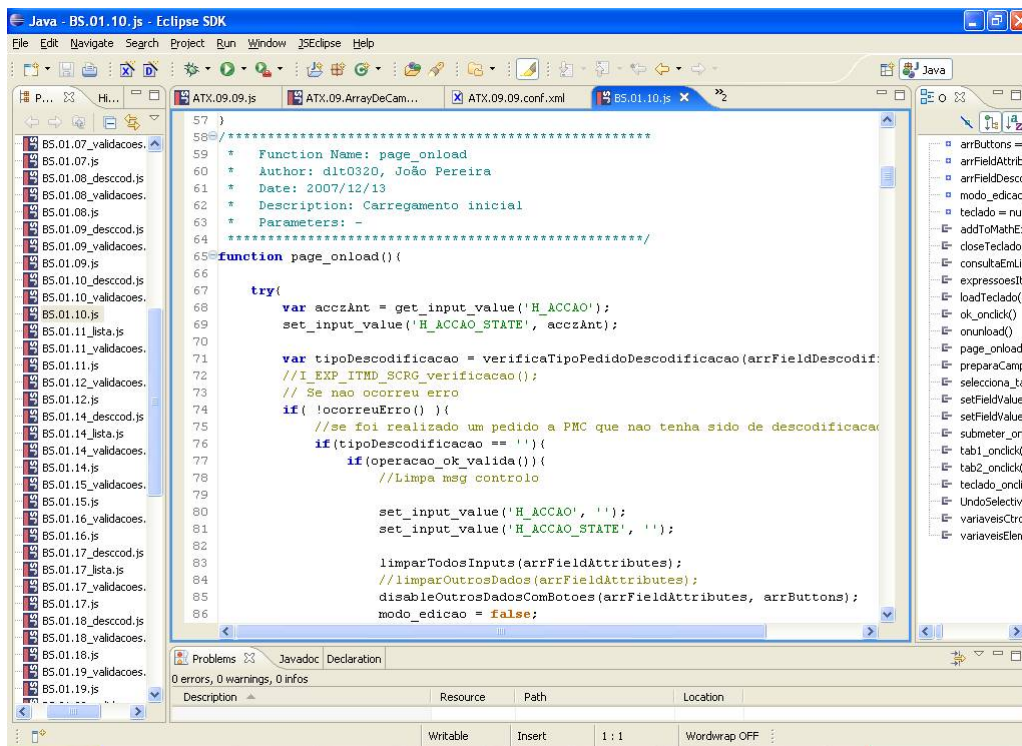 Java - BS.01.10.js - Eclipse SDK
File Edit Navigate Search Project Run Window JSEclipse Help
Java
P... Hi...
ATX.09.09.js ATX.09.ArrayDeCam... ATX.09.09.conf.xml BS.01.10.js »2
O
BS.01.07_validacoes.
BS.01.07.js
BS.01.08_desccod.js
BS.01.08_validacoes.
BS.01.08.js
BS.01.09_desccod.js
BS.01.09_validacoes.
BS.01.09.js
BS.01.10_desccod.js
BS.01.10_validacoes.
BS.01.10.js
BS.01.11_lista.js
BS.01.11_validacoes.
BS.01.11.js
BS.01.12_validacoes.
BS.01.12.js
BS.01.14_desccod.js
BS.01.14_lista.js
BS.01.14_validacoes.
BS.01.14.js
BS.01.15_validacoes.
BS.01.15.js
BS.01.16_validacoes.
BS.01.16.js
BS.01.17_desccod.js
BS.01.17_lista.js
BS.01.17_validacoes.
BS.01.17.js
BS.01.18_desccod.js
BS.01.18_validacoes.
BS.01.18.js
BS.01.19_validacoes.
BS.01.19.js
57 }
58 /*****************************************************
59 * Function Name: page_onload
60 * Author: dlt0320, João Pereira
61 * Date: 2007/12/13
62 * Description: Carregamento inicial
63 * Parameters: -
64 *****************************************************/
65 function page_onload(){
66
67 try{
68 var acczAnt = get_input_value('H_ACCAO');
69 set_input_value('H_ACCAO_STATE', acczAnt);
70
71 var tipoDescodificacao = verificaTipoPedidoDescodificacao(arrFieldDescodif
72 //I_EXP_ITMD_SCRG_verificacao();
73 // Se nao ocorreu erro
74 if( !ocorreuErro() ){
75 //se foi realizado um pedido a PMC que nao tenha sido de descodificacao
76 if(tipoDescodificacao == ''){
77 if(operacao_ok_valida()){
78 //Limpa msg controlo
79
80 set_input_value('H_ACCAO', '');
81 set_input_value('H_ACCAO_STATE', '');
82
83 limparTodosInputs(arrFieldAttributes);
84 //limparOutrosDados(arrFieldAttributes);
85 disableOutrosDadosComBotoes(arrFieldAttributes, arrButtons);
86 modo_edicao = false;
arrButtons =
arrFieldAttrib
arrFieldDesco
modo_edicao
teclado = nu
addToMathE
closeTeclado
consultaEmLi
expressoesIt
loadTeclado(
ok_onclick()
onunload()
page_onload
preparaCamp
selecciona_ta
setFieldValue
setFieldValue
submeter_on
tab1_onclick(
tab2_onclick(
teclado_oncli
UndoSelectiv
variaveisCtro
variaveisElen
Problems Javadoc Declaration
0 errors, 0 warnings, 0 infos
Description Resource Path Location
Writable Insert 1 : 1 Wordwrap OFF